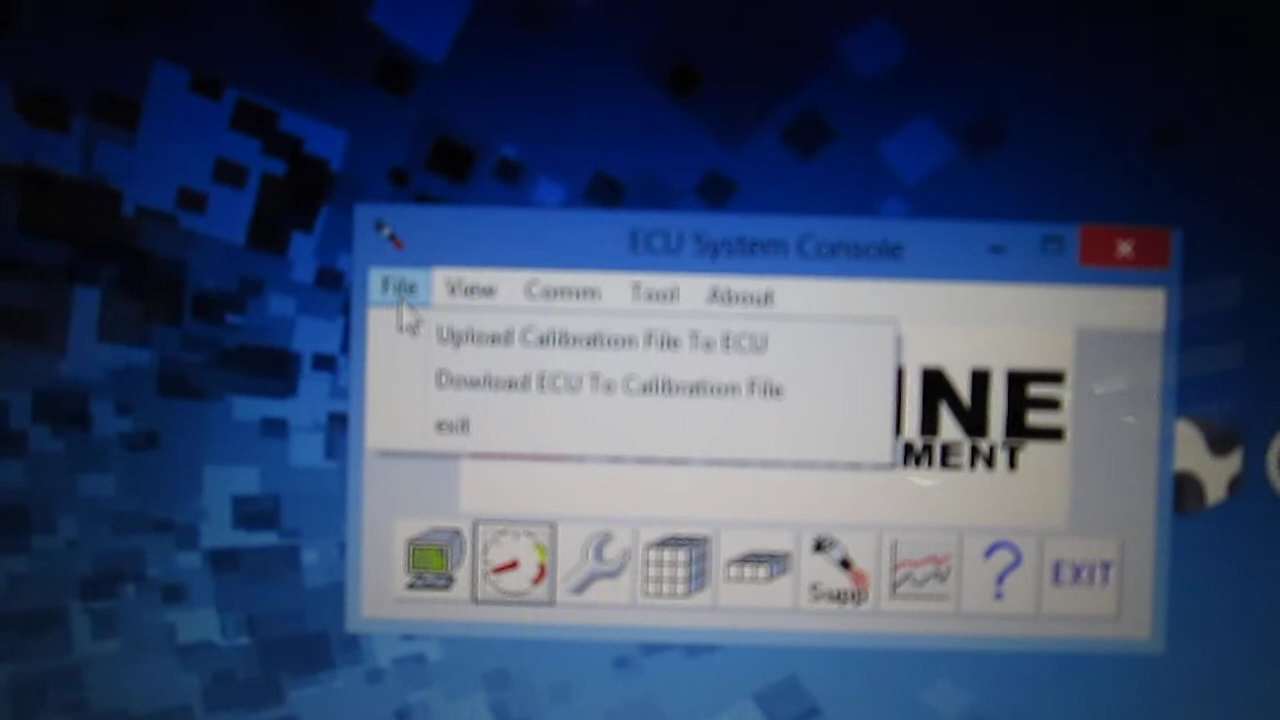 ECU System Console
File View Comm Tool About
Upload Calibration File To ECU
Dowload ECU To Calibration File
exit
INE
MENT
Supp
? EXIT